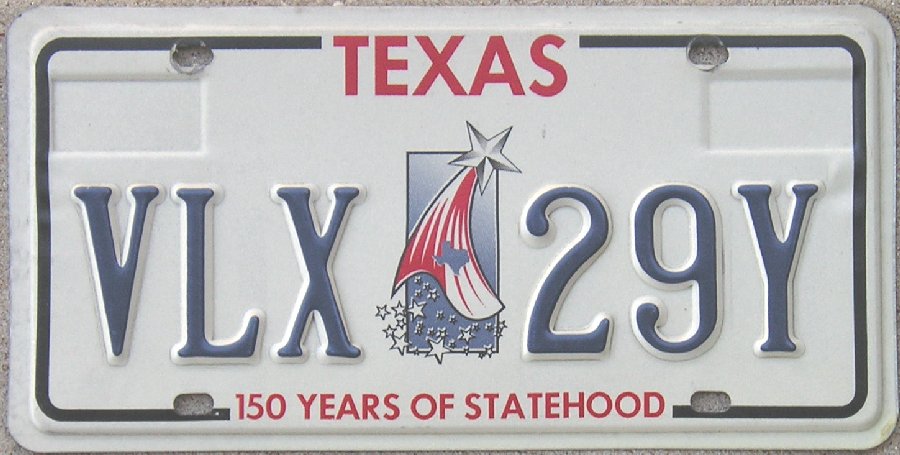 TEXAS
VLX 29Y
150 YEARS OF STATEHOOD